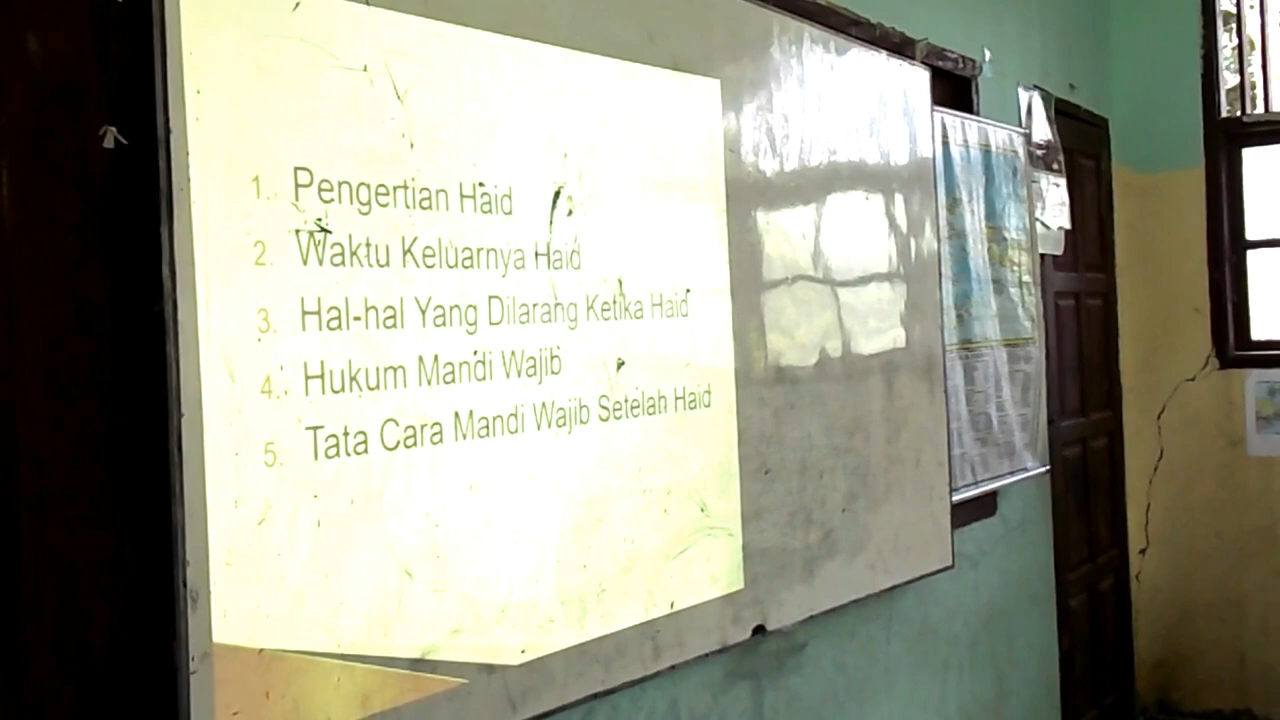 1. Pengertian Haid
2. Waktu Keluarnya Haid
3. Hal-hal Yang Dilarang Ketika Haid
4. Hukum Mandi Wajib
5. Tata Cara Mandi Wajib Setelah Haid